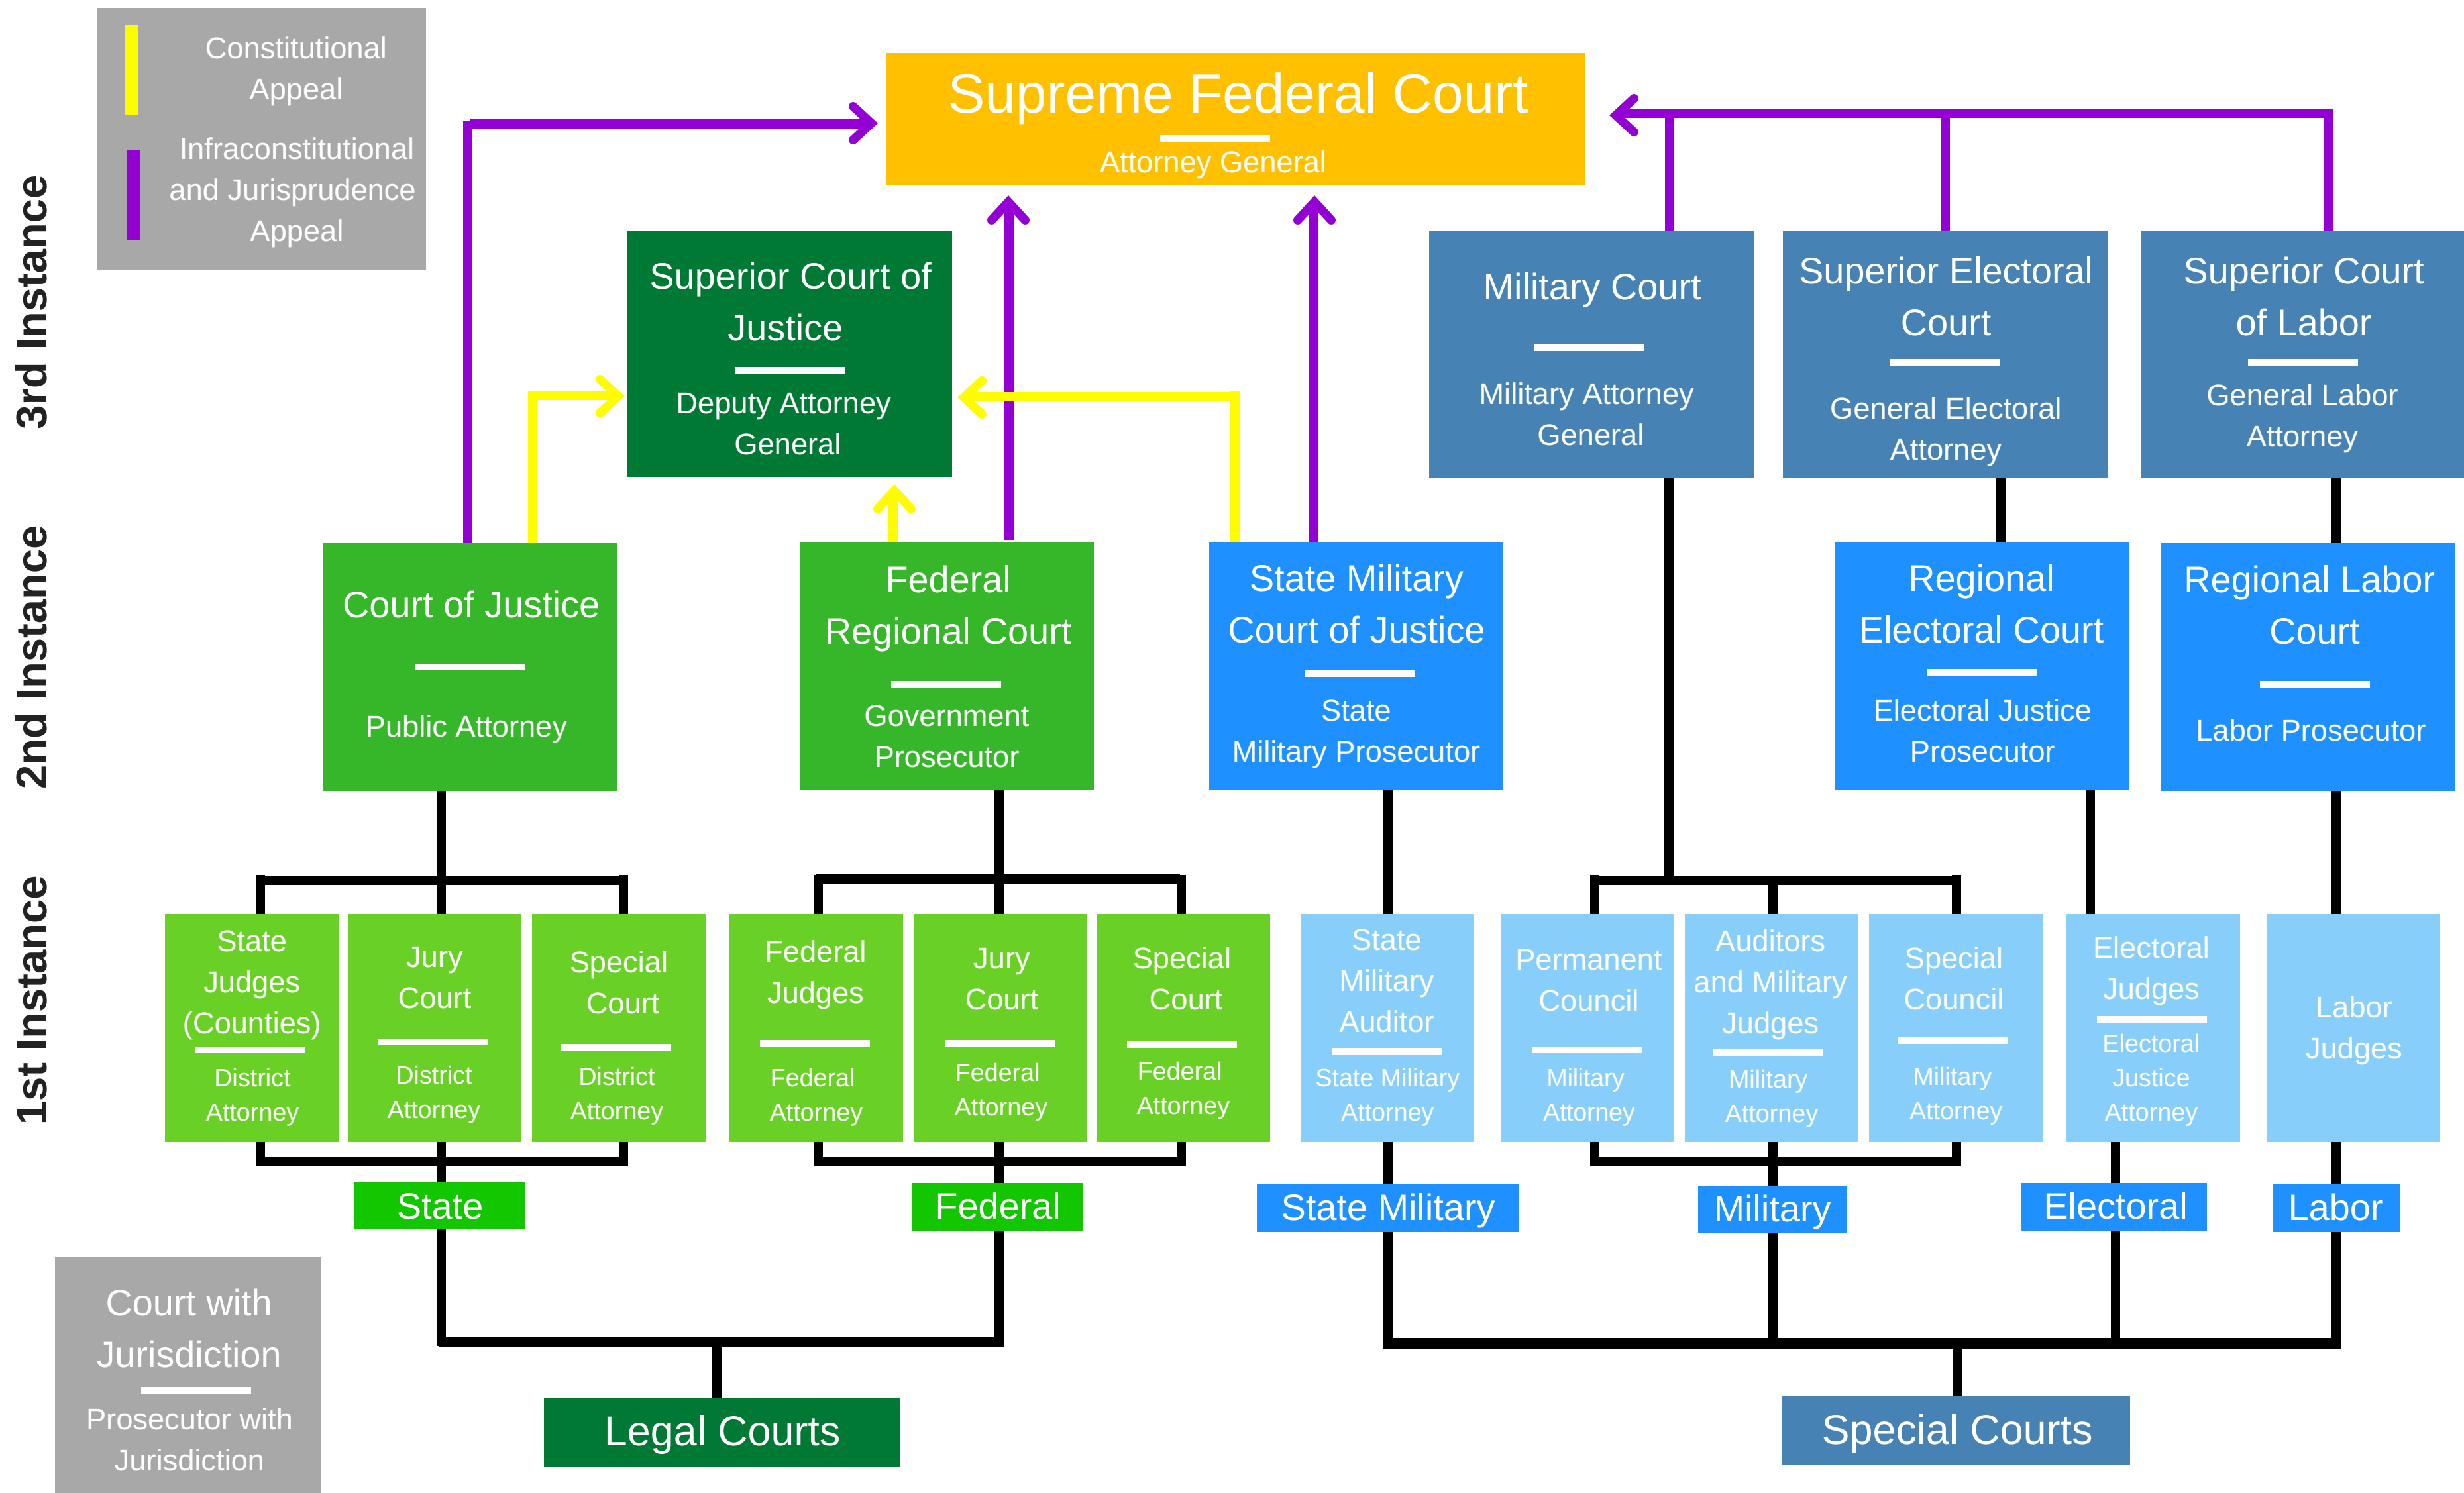 Constitutional
Appeal
Infraconstitutional
and Jurisprudence
Appeal
Supreme Federal Court
Attorney General
3rd Instance
Superior Court of
Justice
Deputy Attorney
General
Military Court
Military Attorney
General
Superior Electoral
Court
General Electoral
Attorney
Superior Court
of Labor
General Labor
Attorney
2nd Instance
Court of Justice
Public Attorney
Federal
Regional Court
Government
Prosecutor
State Military
Court of Justice
State
Military Prosecutor
Regional
Electoral Court
Electoral Justice
Prosecutor
Regional Labor
Court
Labor Prosecutor
1st Instance
State
Judges
(Counties)
District
Attorney
Jury
Court
District
Attorney
Special
Court
District
Attorney
Federal
Judges
Federal
Attorney
Jury
Court
Federal
Attorney
Special
Court
Federal
Attorney
State
Military
Auditor
State Military
Attorney
Permanent
Council
Military
Attorney
Auditors
and Military
Judges
Military
Attorney
Special
Council
Military
Attorney
Electoral
Judges
Electoral
Justice
Attorney
Labor
Judges
State
Federal
State Military
Military
Electoral
Labor
Court with
Jurisdiction
Prosecutor with
Jurisdiction
Legal Courts
Special Courts